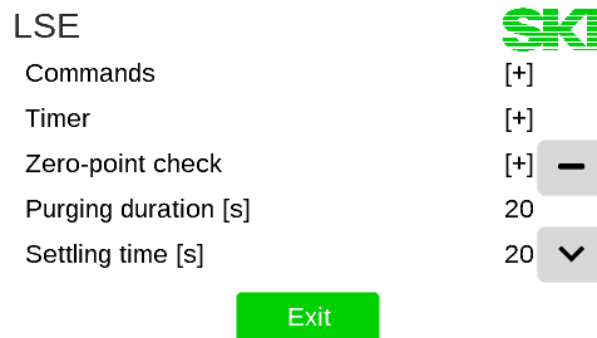 LSE SKI
Commands [+]
Timer [+]
Zero-point check [+]
Purging duration [s] 20
Settling time [s] 20
Exit